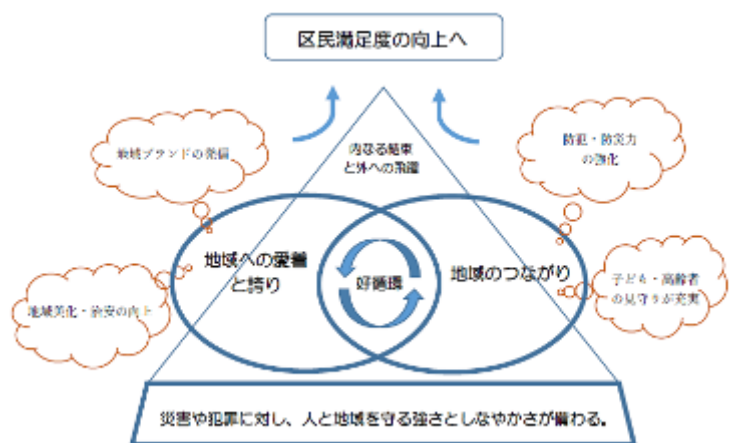 区民満足度の向上へ
内なる結束
と外への飛躍
地域ブランドの発信
防犯・防災力
の強化
地域への愛着
と誇り
好循環
地域のつながり
地域美化・治安の向上
子ども・高齢者
の見守りが充実
災害や犯罪に対し、人と地域を守る強さとしなやかさが備わる。